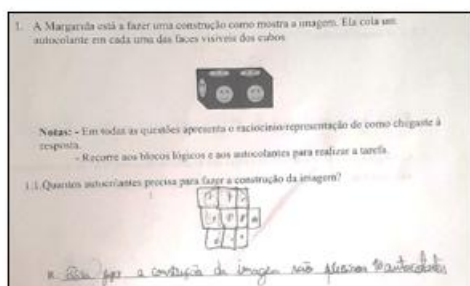 1. A Margarida está a fazer uma construção como mostra a imagem. Ela cola um
autocolante em cada uma das faces visíveis dos cubos.
Notas: - Em todas as questões apresenta o raciocínio/representação de como chegaste à
resposta.
- Recorre aos blocos lógicos e aos autocolantes para realizar a tarefa.
1.1.Quantos autocolantes precisa para fazer a construção da imagem?
a construção da imagem são autocolantes